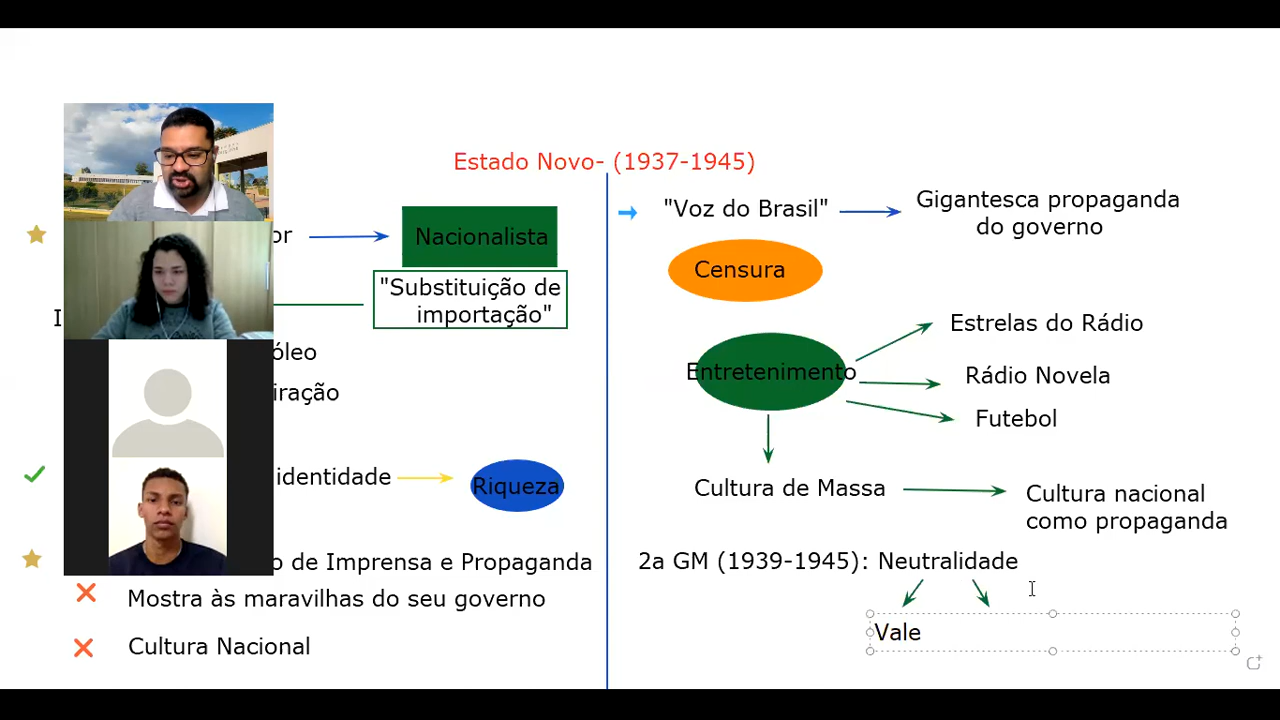 Estado Novo- (1937-1945)
or
Nacionalista
"Substituição de
importação"
I
óleo
iração
identidade
Riqueza
o de Imprensa e Propaganda
Mostra às maravilhas do seu governo
Cultura Nacional
"Voz do Brasil"
Gigantesca propaganda
do governo
Censura
Entretenimento
Estrelas do Rádio
Rádio Novela
Futebol
Cultura de Massa
Cultura nacional
como propaganda
2a GM (1939-1945): Neutralidade
Vale